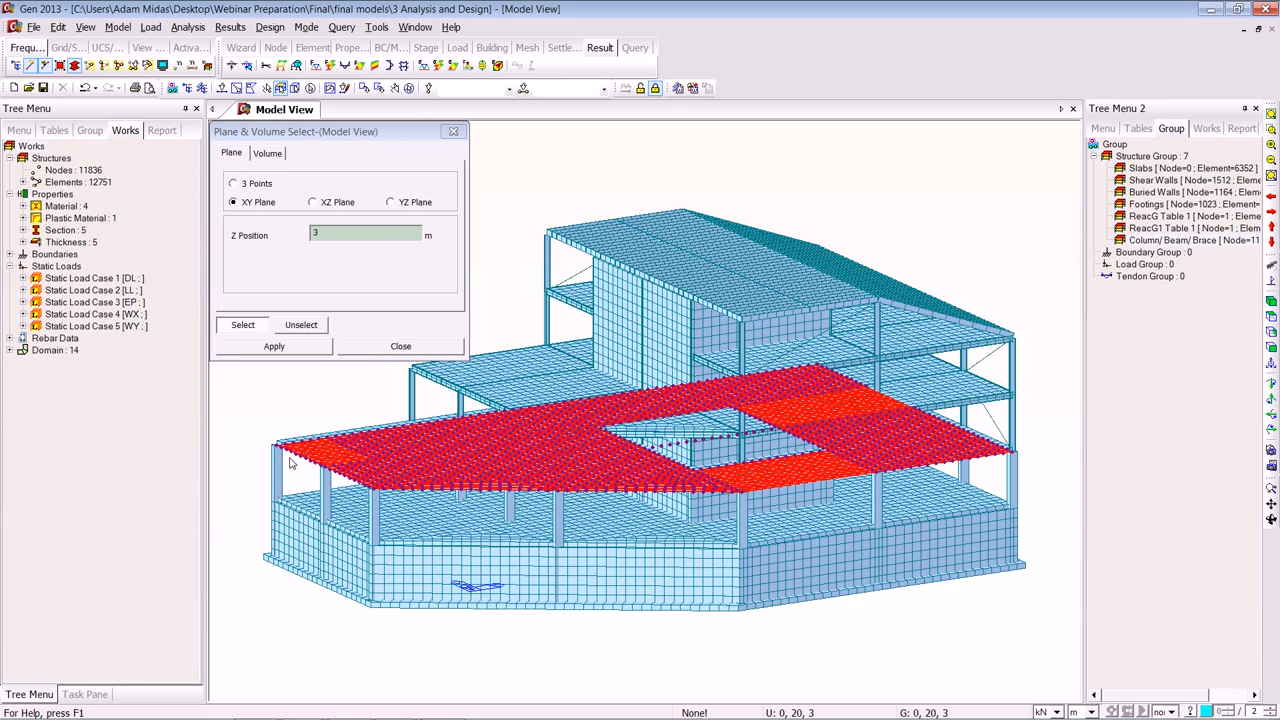 Gen 2013 - [C:\Users\Adam Midas\Desktop\Webinar Preparation\Final\final models\3 Analysis and Design] - [Model View]
File Edit View Model Load Analysis Results Design Mode Query Tools Window Help
Frequ... Grid/S... UCS/... View ... Activa... Wizard Node Element Prope... BC/M... Stage Load Building Mesh Settle... Result Query
Tree Menu
Model View
Tree Menu 2
Menu Tables Group Works Report
Works
Structures
Nodes : 11836
Elements : 12751
Properties
Material : 4
Plastic Material : 1
Section : 5
Thickness : 5
Boundaries
Static Loads
Static Load Case 1 [DL ; ]
Static Load Case 2 [LL ; ]
Static Load Case 3 [EP ; ]
Static Load Case 4 [WX ; ]
Static Load Case 5 [WY ; ]
Rebar Data
Domain : 14
Plane & Volume Select-(Model View)
Plane Volume
3 Points
XY Plane XZ Plane YZ Plane
Z Position 3 m
Select Unselect
Apply Close
Menu Tables Group Works Report
Group
Structure Group : 7
Slabs [ Node=0 ; Element=6352 ]
Shear Walls [ Node=1512 ; Elem
Buried Walls [ Node=1164 ; Elem
Footings [ Node=1023 ; Element
ReacG Table 1 [ Node=1 ;
ReacG1 Table 1 [ Node=1 ;
Column/ Beam/ Brace [ Node=11
Boundary Group : 0
Load Group : 0
Tendon Group : 0
Tree Menu Task Pane
For Help, press F1 None! U: 0, 20, 3 G: 0, 20, 3 kN m no / 2